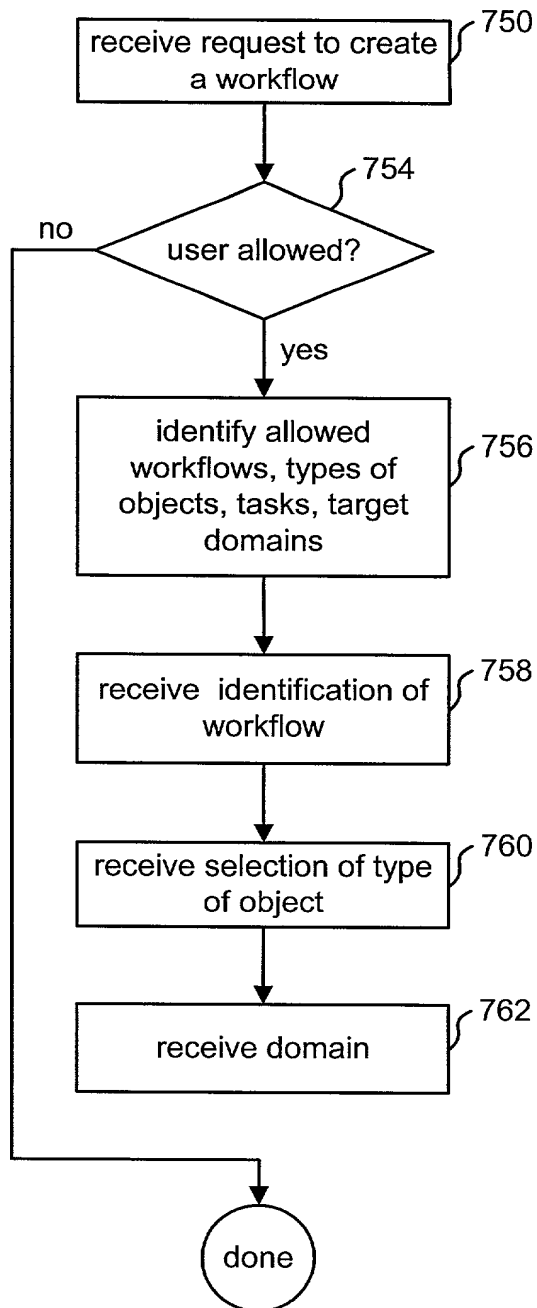 receive request to create
a workflow
750
754
no
user allowed?
yes
identify allowed
workflows, types of
objects, tasks, target
domains
756
receive identification of
workflow
758
receive selection of type
of object
760
receive domain
762
done